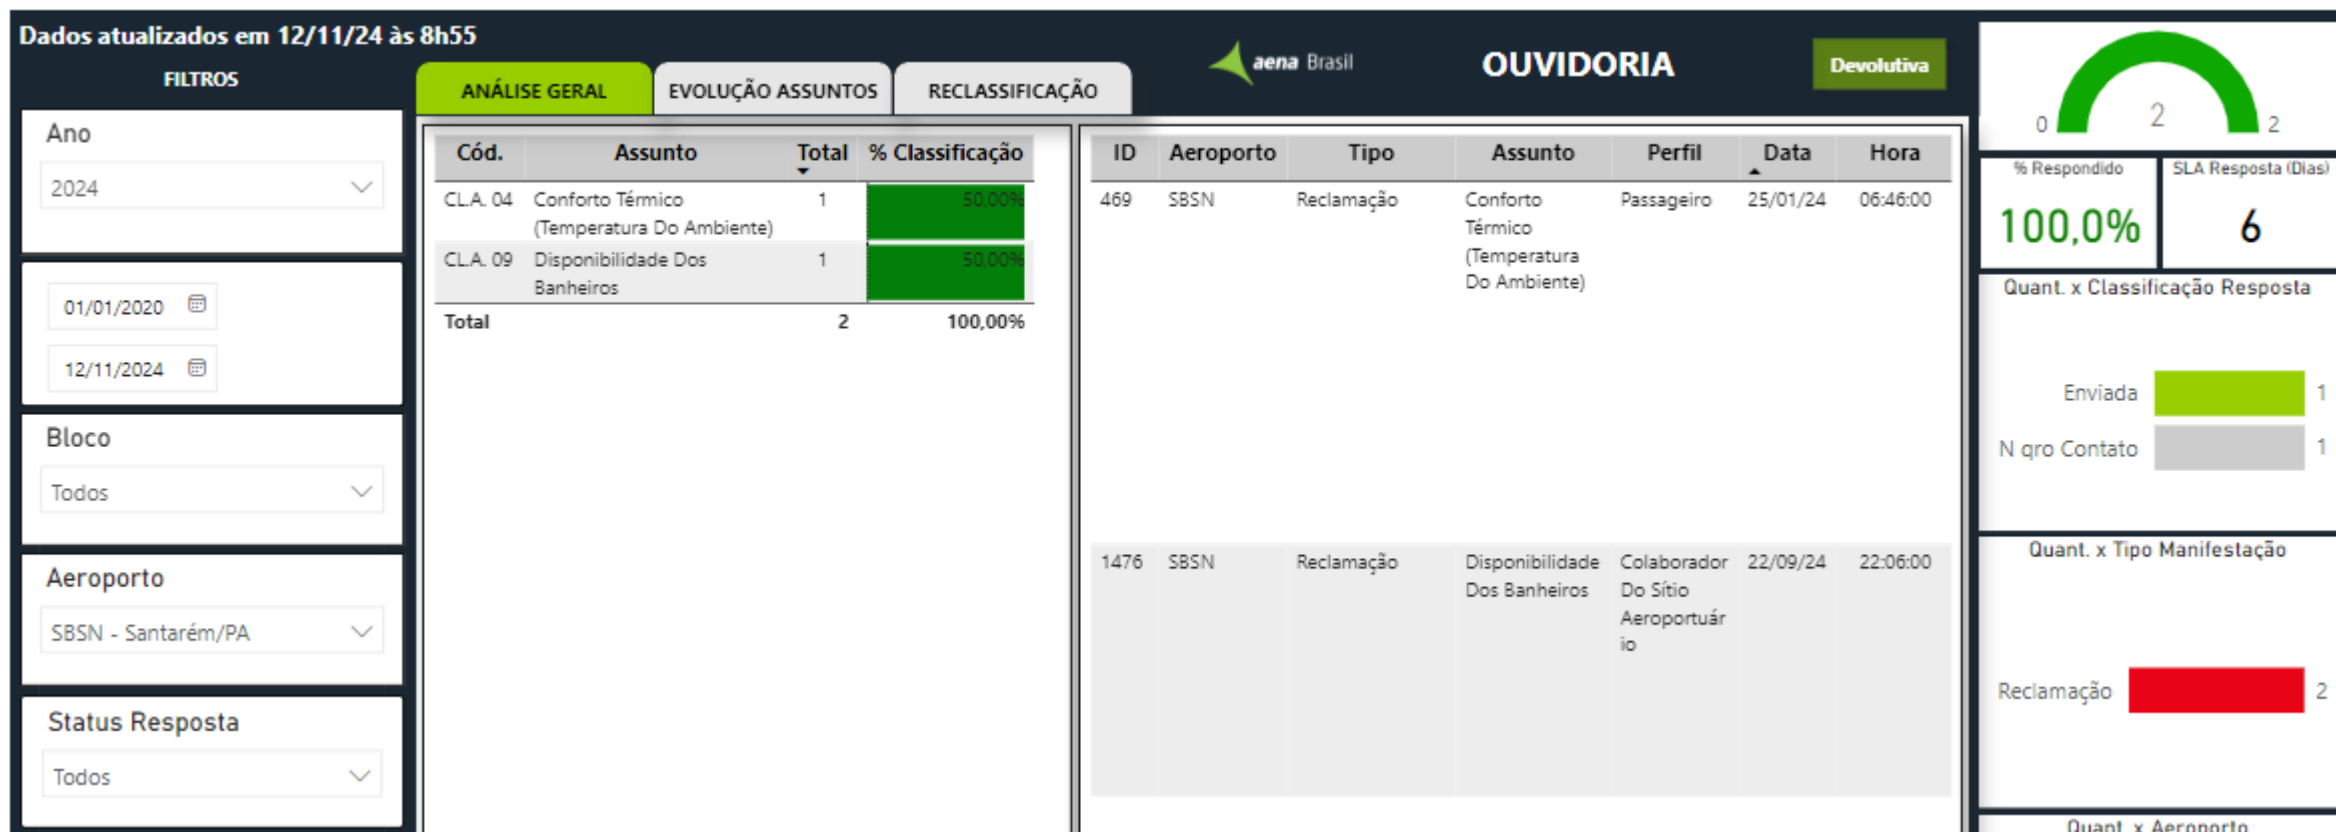 Dados atualizados em 12/11/24 às 8h55
FILTROS
Ano
2024
01/01/2020
12/11/2024
Bloco
Todos
Aeroporto
SBSN - Santarém/PA
Status Resposta
Todos
ANÁLISE GERAL
EVOLUÇÃO ASSUNTOS
RECLASSIFICAÇÃO
aena Brasil
OUVIDORIA
Devolutiva
Cód. Assunto Total % Classificação
CL.A. 04 Conforto Térmico 1 50,00%
(Temperatura Do Ambiente)
CL.A. 09 Disponibilidade Dos 1 50,00%
Banheiros
Total 2 100,00%
ID Aeroporto Tipo Assunto Perfil Data Hora
469 SBSN Reclamação Conforto Passageiro 25/01/24 06:46:00
Térmico
(Temperatura
Do Ambiente)
1476 SBSN Reclamação Disponibilidade Colaborador 22/09/24 22:06:00
Dos Banheiros Do Sítio
Aeroportuár
io
0 2 2
% Respondido
100,0%
SLA Resposta (Dias)
6
Quant. x Classificação Resposta
Enviada 1
N qro Contato 1
Quant. x Tipo Manifestação
Reclamação 2
Quant. x Aeroporto